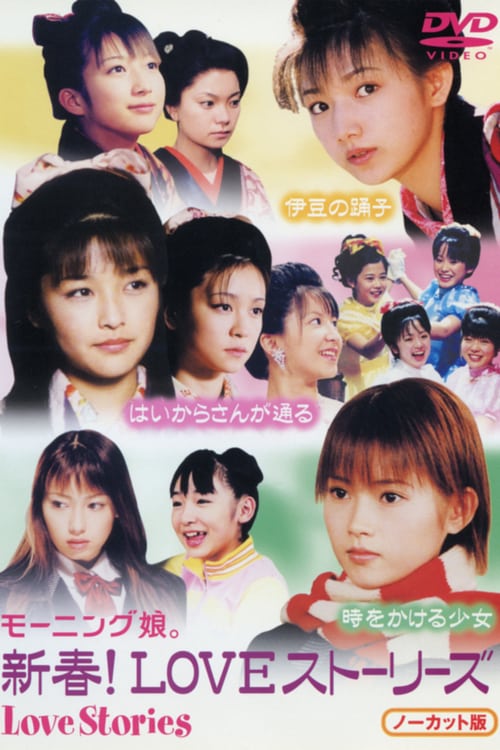 DVD
VIDEO™
伊豆の踊子
はいからさんが通る
時をかける少女
モーニング娘。
新春！LOVEストーリーズ
Love Stories
ノーカット版